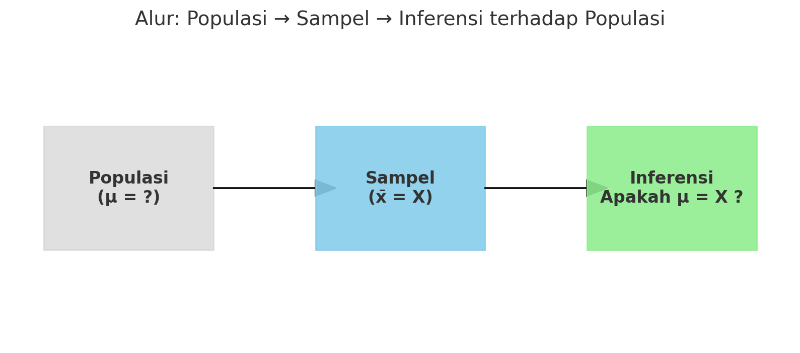 Alur: Populasi → Sampel → Inferensi terhadap Populasi
Populasi
(μ = ?)
Sampel
(x̄ = X)
Inferensi
Apakah μ = X ?